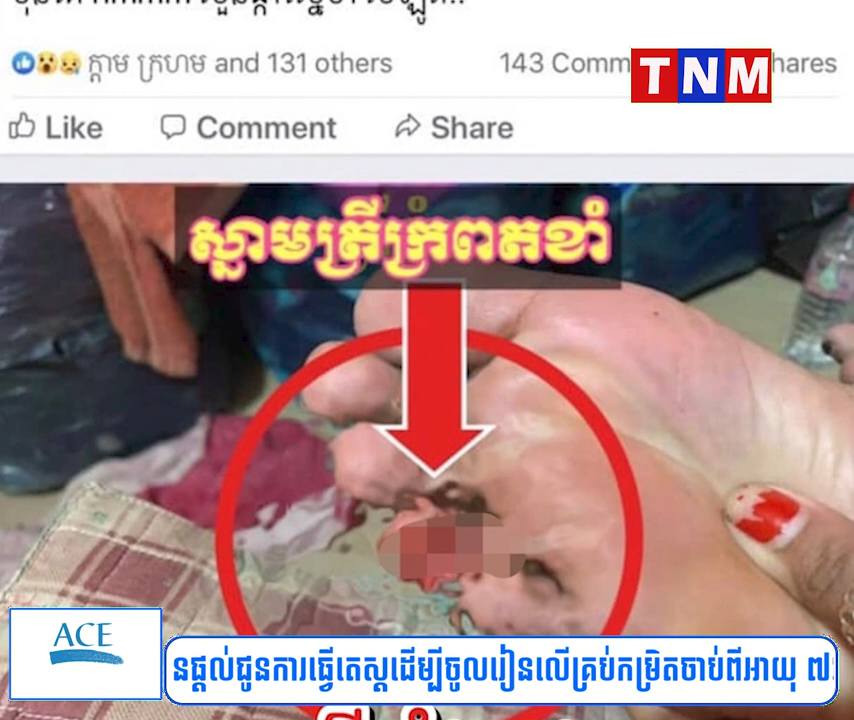 ក្តាម ក្រហម and 131 others 143 Comm hares
TNM
Like Comment Share
ស្នាមត្រីក្រំពតខាំ
ACE
នផ្តល់ជូនការធ្វើតេស្តដើម្បីចូលរៀនលើគ្រប់កម្រិតចាប់ពីអាយុ ៧